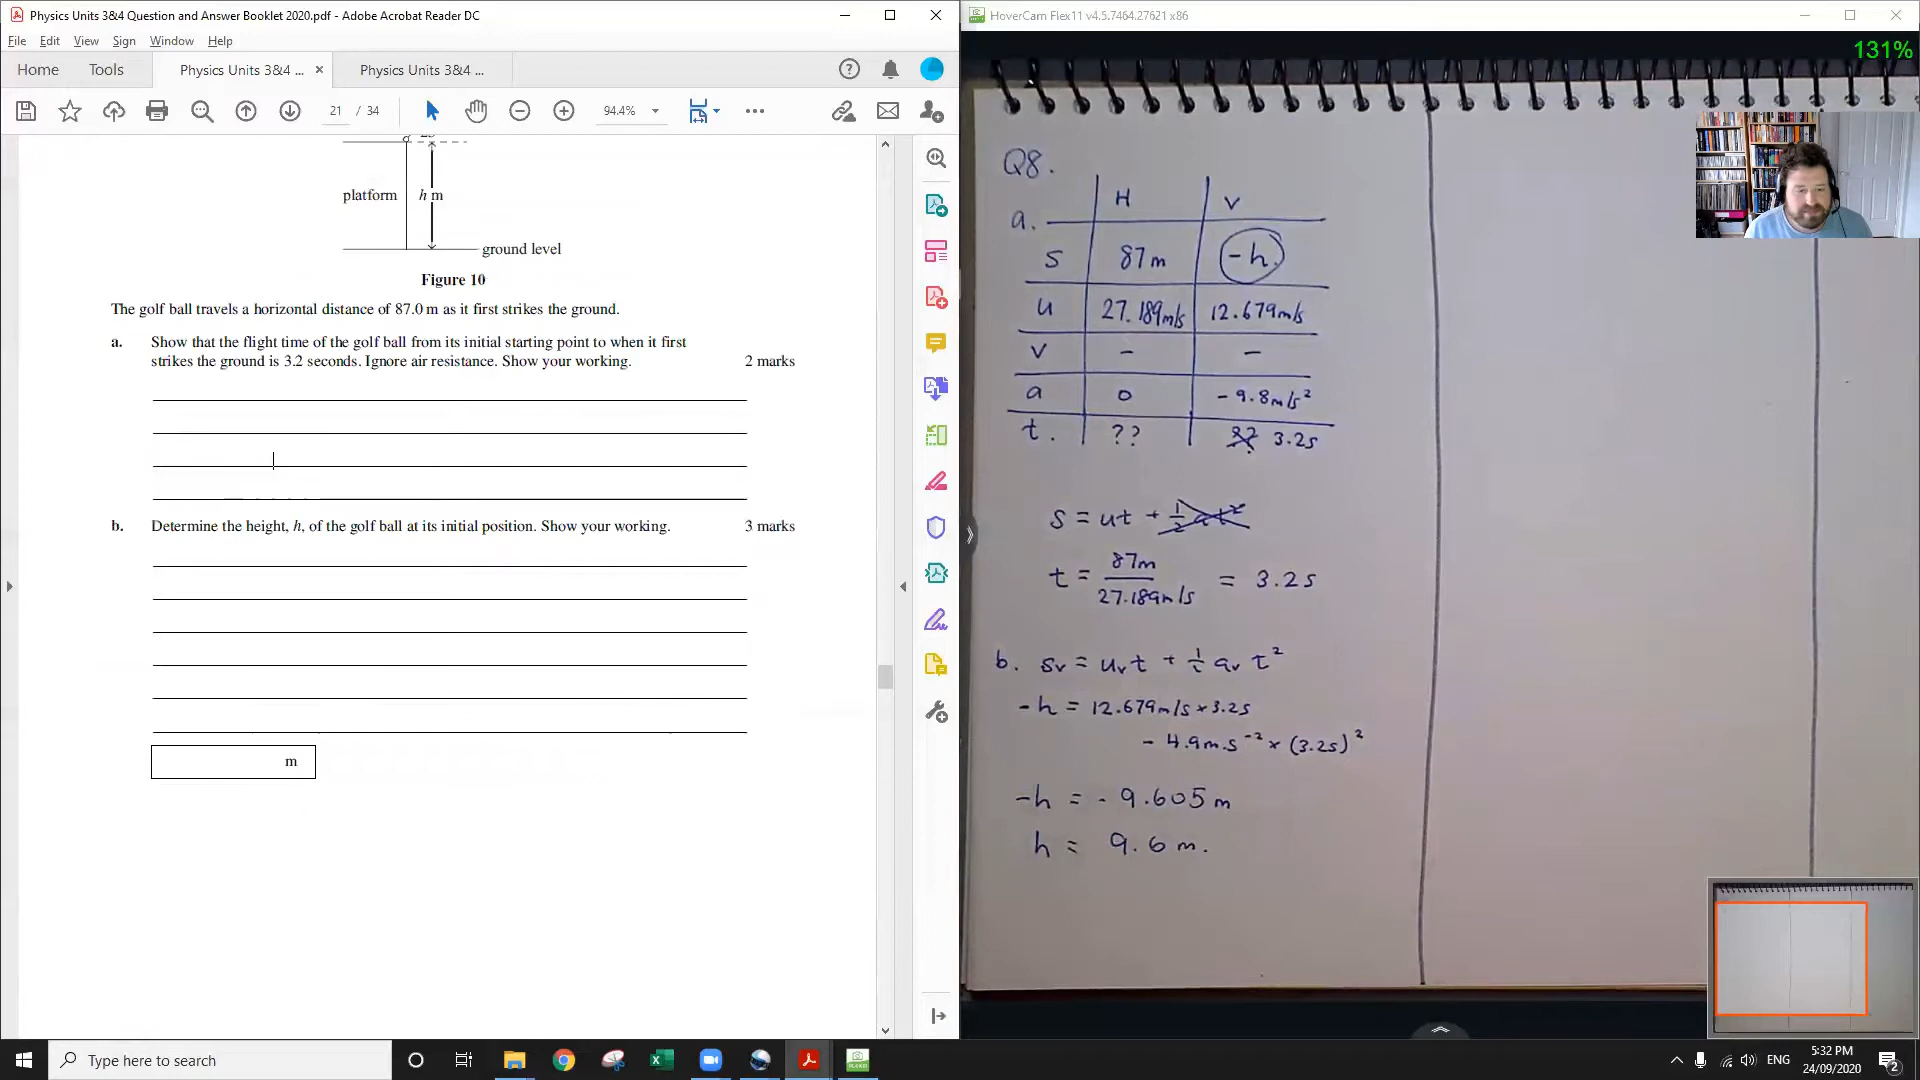 Physics Units 3&4 Question and Answer Booklet 2020.pdf - Adobe Acrobat Reader DC
File Edit View Sign Window Help
Home Tools Physics Units 3&4 ... × Physics Units 3&4 ...
21 / 34 94.4%
platform h m
ground level
Figure 10
The golf ball travels a horizontal distance of 87.0 m as it first strikes the ground.
a. Show that the flight time of the golf ball from its initial starting point to when it first
strikes the ground is 3.2 seconds. Ignore air resistance. Show your working. 2 marks
b. Determine the height, h, of the golf ball at its initial position. Show your working. 3 marks
m
HoverCam Flex11 v4.5.7464.27621 x86
131%
Q8.
a. H V
s 87m -h
u 27.189m/s 12.679m/s
v - -
a 0 -9.8m/s²
t. ?? ?? 3.2s
s = ut + ½at²
t = 87m / 27.189m/s = 3.2s
b. sᵥ = uᵥt + ½ aᵥ t²
-h = 12.679m/s × 3.2s
- 4.9m.s⁻² × (3.2s)²
-h = - 9.605m
h = 9.6m.
Type here to search
ENG
5:32 PM
24/09/2020
2